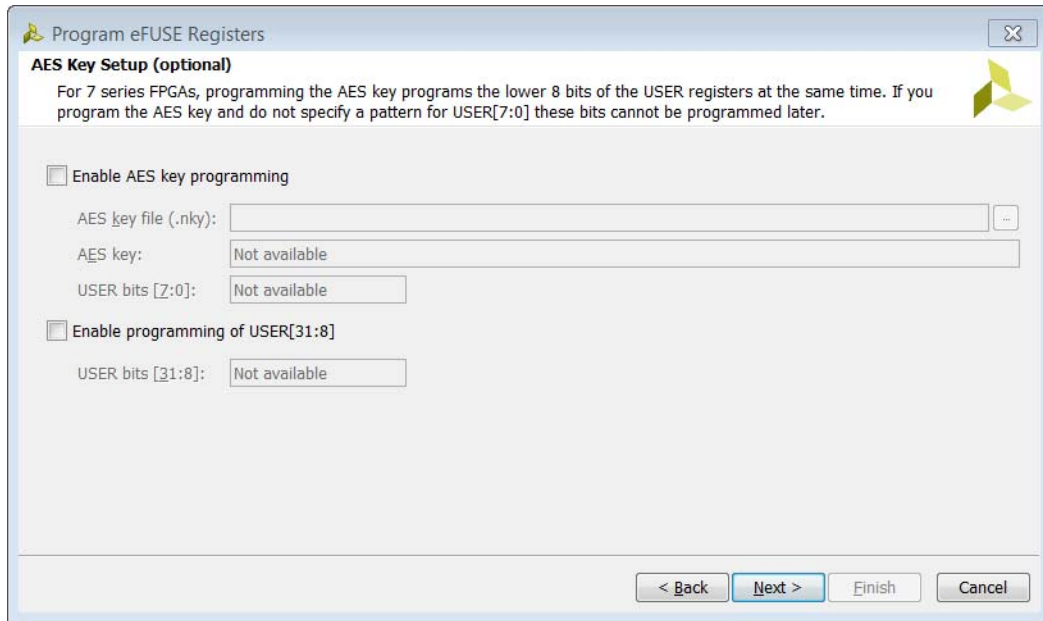 Program eFUSE Registers
AES Key Setup (optional)
For 7 series FPGAs, programming the AES key programs the lower 8 bits of the USER registers at the same time. If you
program the AES key and do not specify a pattern for USER[7:0] these bits cannot be programmed later.
Enable AES key programming
AES key file (.nky):
...
AES key: Not available
USER bits [7:0]: Not available
Enable programming of USER[31:8]
USER bits [31:8]: Not available
< Back Next > Finish Cancel